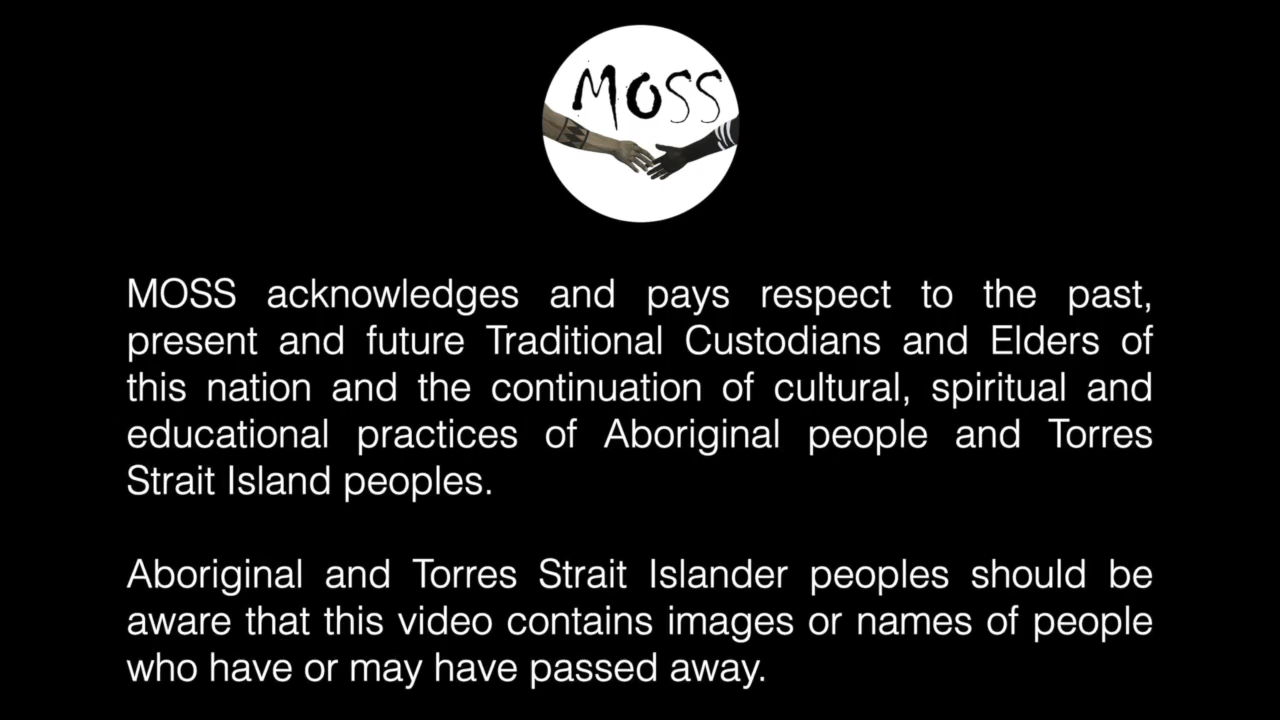 MOSS
MOSS acknowledges and pays respect to the past,
present and future Traditional Custodians and Elders of
this nation and the continuation of cultural, spiritual and
educational practices of Aboriginal people and Torres
Strait Island peoples.
Aboriginal and Torres Strait Islander peoples should be
aware that this video contains images or names of people
who have or may have passed away.